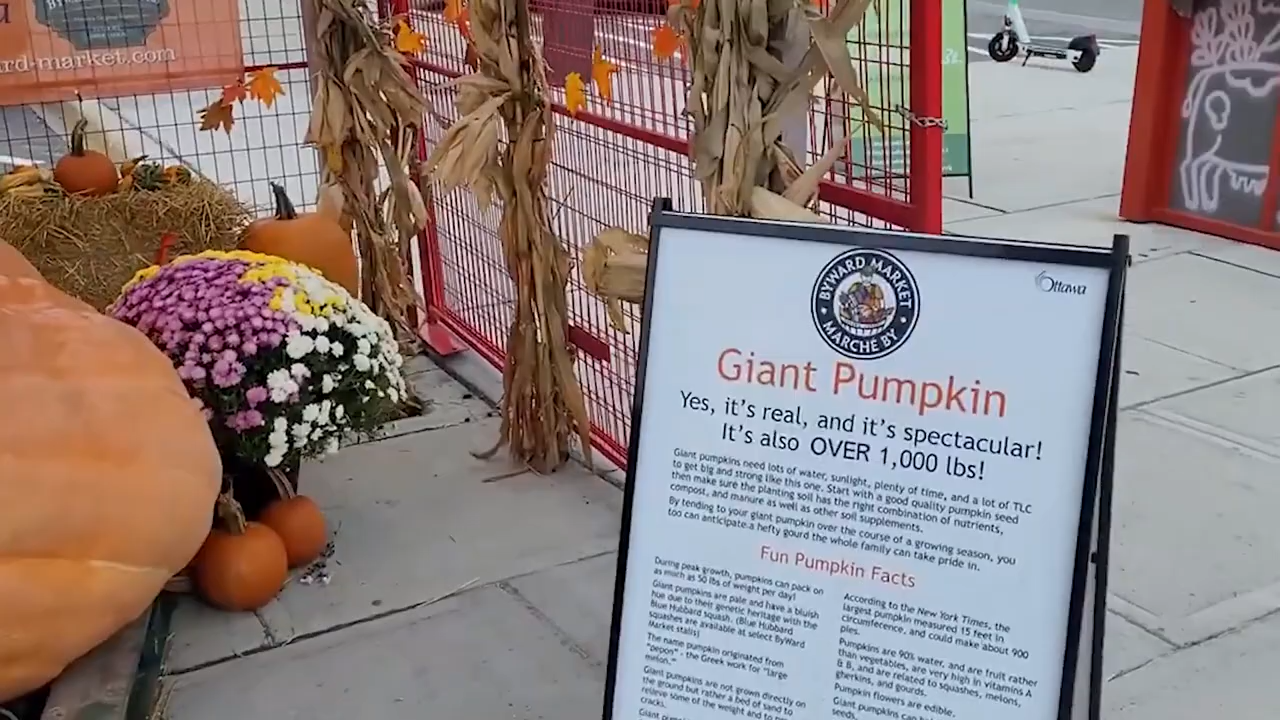 BYWARD
rd-market.com
BYWARD MARKET
MARCHÉ BY
Ottawa
Giant Pumpkin
Yes, it's real, and it's spectacular!
It's also OVER 1,000 lbs!
Giant pumpkins need lots of water, sunlight, plenty of time, and a lot of TLC
to get big and strong like this one. Start with a good quality pumpkin seed
then make sure the planting soil has the right combination of nutrients,
compost, and manure as well as other soil supplements.
By tending to your giant pumpkin over the course of a growing season, you
too can anticipate a hefty gourd the whole family can take pride in.
Fun Pumpkin Facts
During peak growth, pumpkins can pack on
as much as 50 lbs of weight per day!
Giant pumpkins are pale and have a bluish
hue due to their genetic heritage with the
Blue Hubbard squash. (Blue Hubbard
squashes are available at select ByWard
Market stalls)
The name pumpkin originated from
"pepos" - the Greek work for "large
melon."
Giant pumpkins are not grown directly on
the ground but rather a bed of sand to
relieve some of the weight and to
cracks.
Giant
According to the New York Times, the
largest pumpkin measured 15 feet in
circumference, and could make about 900
pies.
Pumpkins are 90% water, and are fruit rather
than vegetables, are very high in vitamins A
& B, and are related to squashes, melons,
gherkins, and gourds.
Pumpkin flowers are edible.
Giant pumpkins can
seeds.